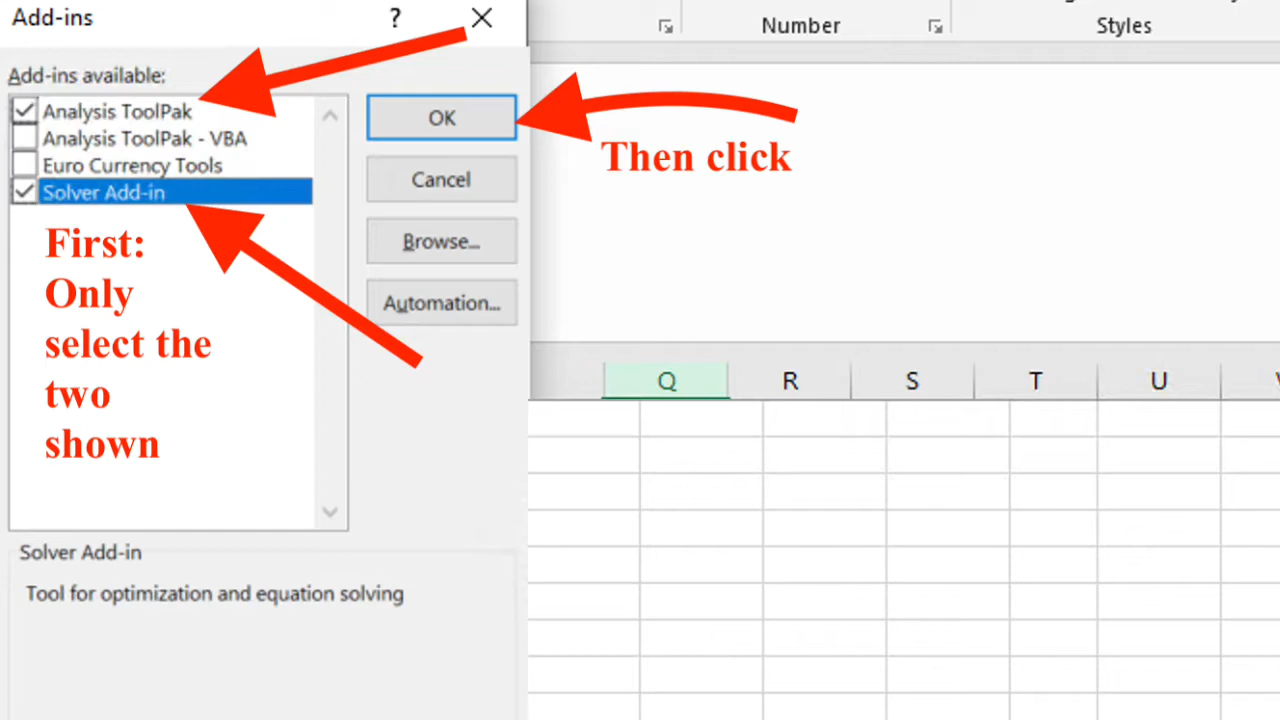 Add-ins ?
Add-ins available:
Analysis ToolPak
Analysis ToolPak - VBA
Euro Currency Tools
Solver Add-in
OK
Cancel
Browse...
Automation...
First:
Only
select the
two
shown
Then click
Solver Add-in
Tool for optimization and equation solving
Number
Styles
Q R S T U